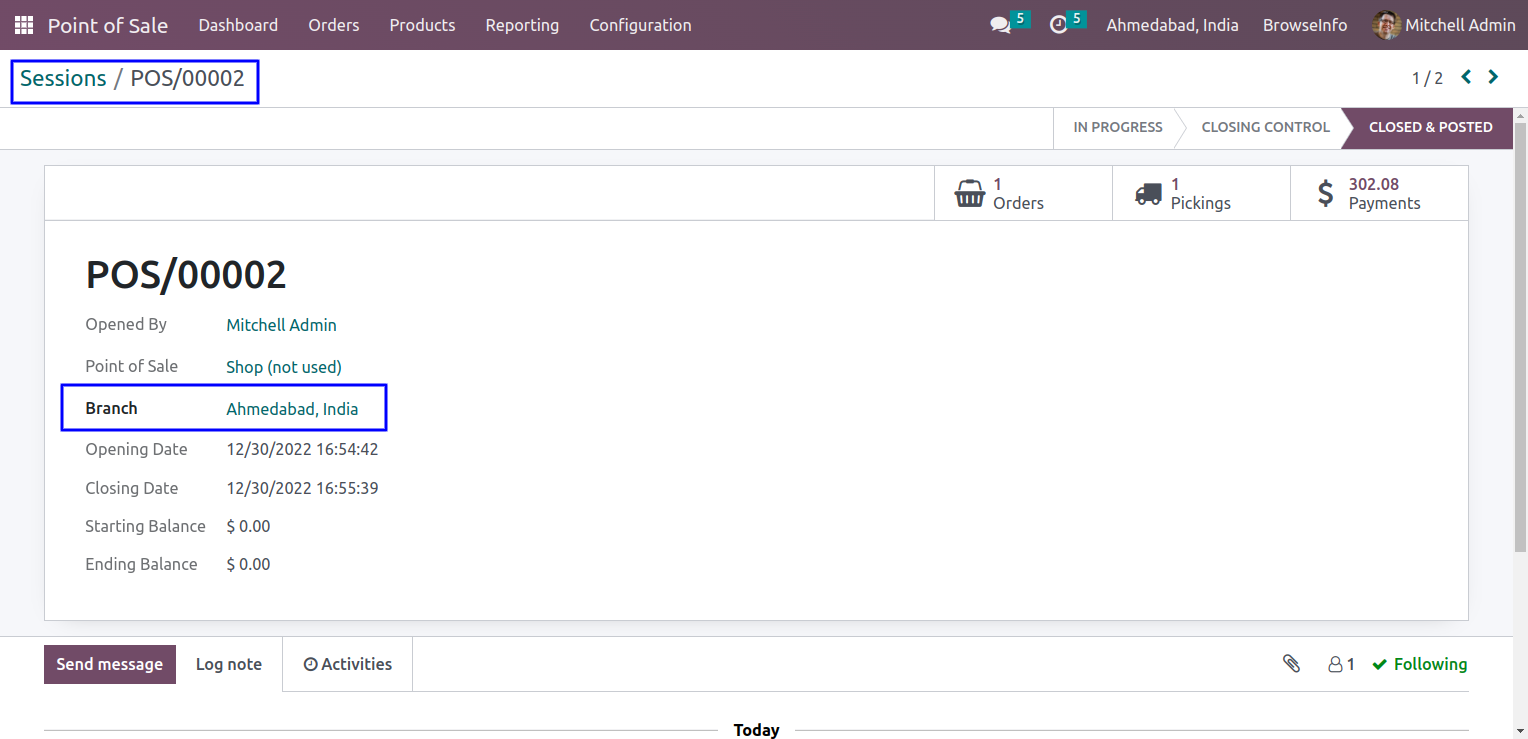 Point of Sale Dashboard Orders Products Reporting Configuration 5 5 Ahmedabad, India BrowseInfo Mitchell Admin
Sessions / POS/00002 1 / 2
IN PROGRESS CLOSING CONTROL CLOSED & POSTED
1 Orders
1 Pickings
$ 302.08 Payments
POS/00002
Opened By Mitchell Admin
Point of Sale Shop (not used)
Branch Ahmedabad, India
Opening Date 12/30/2022 16:54:42
Closing Date 12/30/2022 16:55:39
Starting Balance $ 0.00
Ending Balance $ 0.00
Send message Log note Activities 1 Following
Today